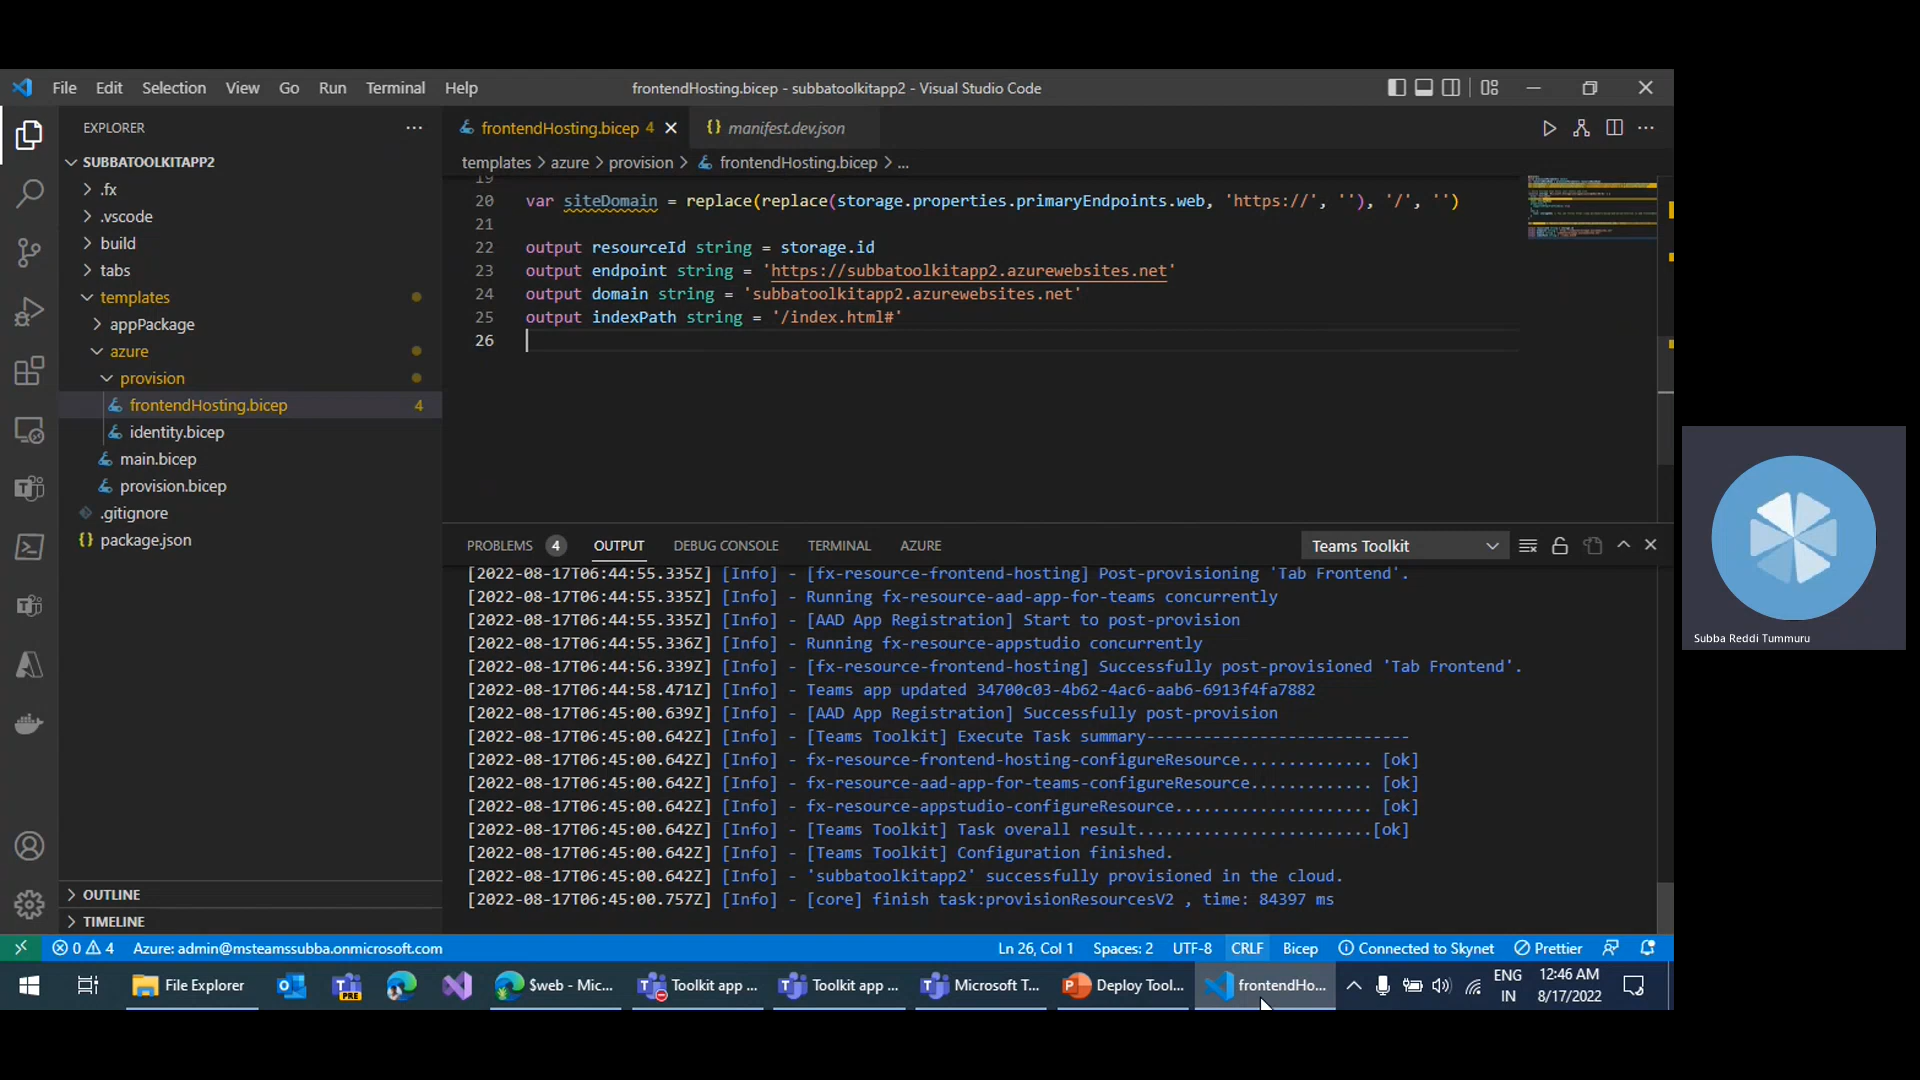 File Edit Selection View Go Run Terminal Help
frontendHosting.bicep - subbatoolkitapp2 - Visual Studio Code
EXPLORER
SUBBATOOLKITAPP2
.fx
.vscode
build
tabs
templates
appPackage
azure
provision
frontendHosting.bicep 4
identity.bicep
main.bicep
provision.bicep
.gitignore
{} package.json
OUTLINE
TIMELINE
frontendHosting.bicep 4
{} manifest.dev.json
templates > azure > provision > frontendHosting.bicep > ...
19
20 var siteDomain = replace(replace(storage.properties.primaryEndpoints.web, 'https://', ''), '/', '')
21
22 output resourceId string = storage.id
23 output endpoint string = 'https://subbatoolkitapp2.azurewebsites.net'
24 output domain string = 'subbatoolkitapp2.azurewebsites.net'
25 output indexPath string = '/index.html#'
26
PROBLEMS 4 OUTPUT DEBUG CONSOLE TERMINAL AZURE
Teams Toolkit
[2022-08-17T06:44:55.335Z] [Info] - [fx-resource-frontend-hosting] Post-provisioning 'Tab Frontend'.
[2022-08-17T06:44:55.335Z] [Info] - Running fx-resource-aad-app-for-teams concurrently
[2022-08-17T06:44:55.335Z] [Info] - [AAD App Registration] Start to post-provision
[2022-08-17T06:44:55.336Z] [Info] - Running fx-resource-appstudio concurrently
[2022-08-17T06:44:56.339Z] [Info] - [fx-resource-frontend-hosting] Successfully post-provisioned 'Tab Frontend'.
[2022-08-17T06:44:58.471Z] [Info] - Teams app updated 34700c03-4b62-4ac6-aab6-6913f4fa7882
[2022-08-17T06:45:00.639Z] [Info] - [AAD App Registration] Successfully post-provision
[2022-08-17T06:45:00.642Z] [Info] - [Teams Toolkit] Execute Task summary----------------------------
[2022-08-17T06:45:00.642Z] [Info] - fx-resource-frontend-hosting-configureResource.............. [ok]
[2022-08-17T06:45:00.642Z] [Info] - fx-resource-aad-app-for-teams-configureResource............. [ok]
[2022-08-17T06:45:00.642Z] [Info] - fx-resource-appstudio-configureResource..................... [ok]
[2022-08-17T06:45:00.642Z] [Info] - [Teams Toolkit] Task overall result.........................[ok]
[2022-08-17T06:45:00.642Z] [Info] - [Teams Toolkit] Configuration finished.
[2022-08-17T06:45:00.642Z] [Info] - 'subbatoolkitapp2' successfully provisioned in the cloud.
[2022-08-17T06:45:00.757Z] [Info] - [core] finish task:provisionResourcesV2 , time: 84397 ms
Subba Reddi Tummuru
0 4 Azure: admin@msteamssubba.onmicrosoft.com
Ln 26, Col 1 Spaces: 2 UTF-8 CRLF Bicep Connected to Skynet Prettier
File Explorer
PRE
$web - Mic...
Toolkit app ...
Toolkit app ...
Microsoft T...
Deploy Tool...
frontendHo...
ENG
IN
12:46 AM
8/17/2022